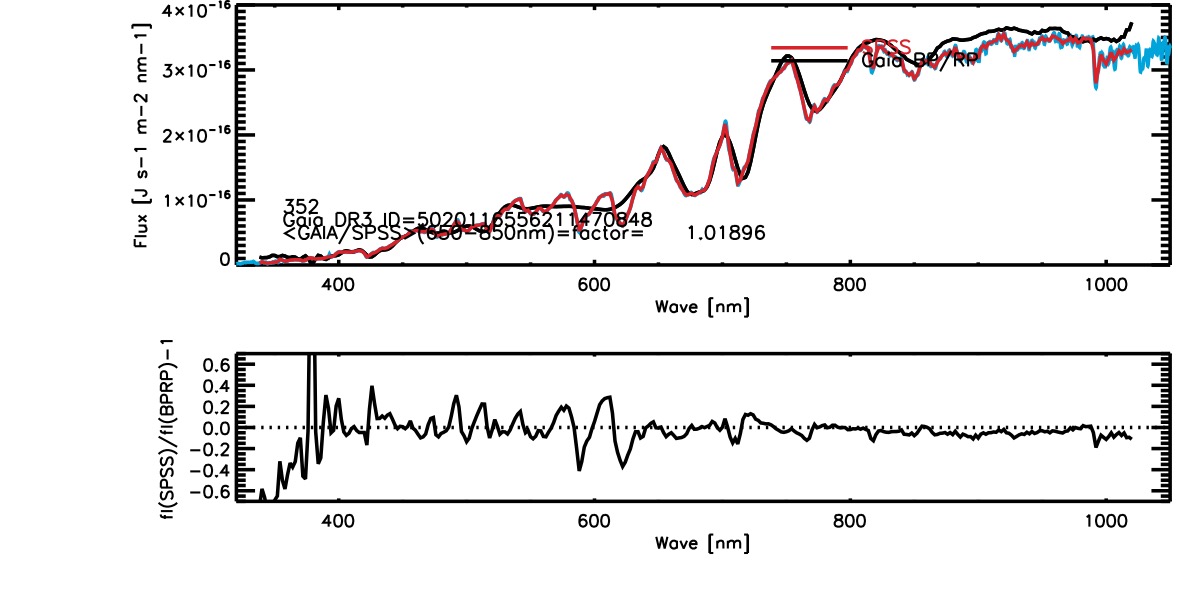 4×10−16
3×10−16
2×10−16
1×10−16
0
Flux [J s−1 m−2 nm−1]
SPSS
Gaia BP/RP
352
Gaia DR3 ID=5020116556211470848
<GAIA/SPSS>(650−850nm)=factor= 1.01896
400 600 800 1000
Wave [nm]
0.6
0.4
0.2
0.0
−0.2
−0.4
−0.6
fl(SPSS)/fl(BPRP)−1
400 600 800 1000
Wave [nm]